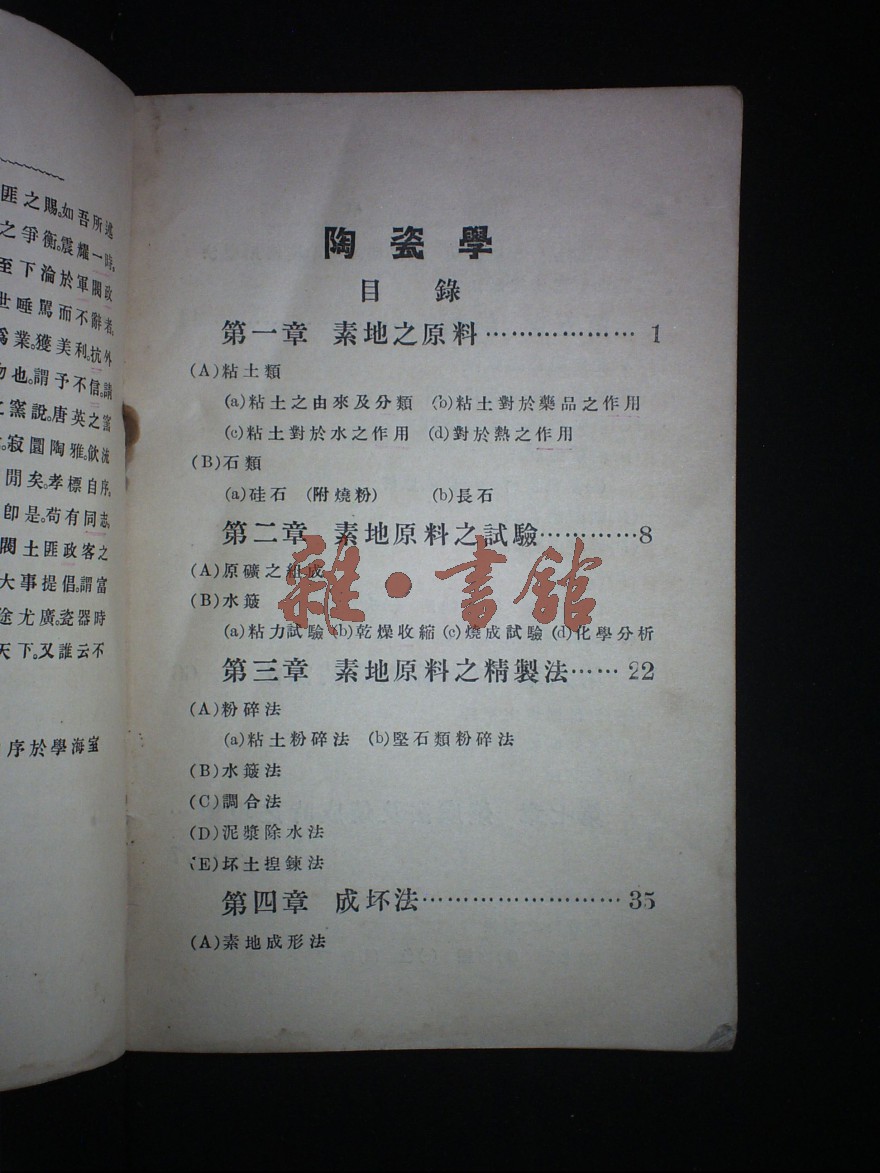 匪之賜。如吾所述
之爭衡。震耀一時。
至下淪於軍閥政
世唾罵而不辭者。
爲業。獲美利。抗外
也。謂予不信。請
窯說。唐英之窯
寂園陶雅。飲流
閒矣。孝標自序。
卽是。苟有同志。
閥土匪政客之
大事提倡。謂富
途尤廣。瓷器時
天下。又誰云不
序於學海室
陶瓷學
目錄
第一章 素地之原料………………1
(A)粘土類
(a)粘土之由來及分類 (b)粘土對於藥品之作用
(c)粘土對於水之作用 (d)對於熱之作用
(B)石類
(a)硅石 (附燒粉) (b)長石
第二章 素地原料之試驗…………8
(A)原礦之組成
(B)水簸
(a)粘力試驗 (b)乾燥收縮 (c)燒成試驗 (d)化學分析
第三章 素地原料之精製法……22
(A)粉碎法
(a)粘土粉碎法 (b)堅石類粉碎法
(B)水簸法
(C)調合法
(D)泥漿除水法
(E)坏土揑鍊法
第四章 成坏法……………………35
(A)素地成形法
雜·書館